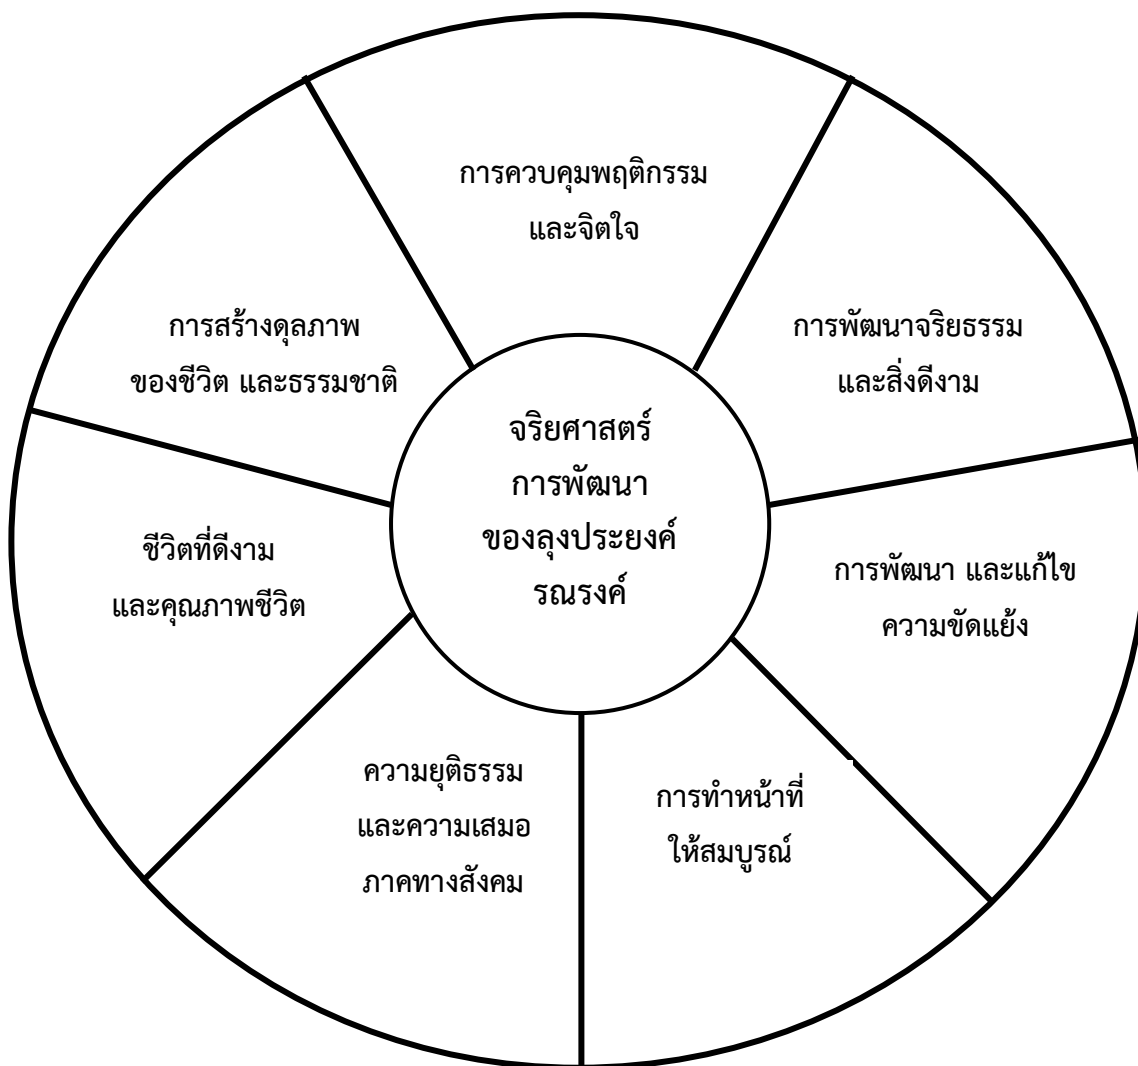 การควบคุมพฤติกรรม
และจิตใจ
การสร้างดุลภาพ
ของชีวิต และธรรมชาติ
การพัฒนาจริยธรรม
และสิ่งดีงาม
จริยศาสตร์
การพัฒนา
ของลุงประยงค์
รณรงค์
ชีวิตที่ดีงาม
และคุณภาพชีวิต
การพัฒนา และแก้ไข
ความขัดแย้ง
ความยุติธรรม
และความเสมอ
ภาคทางสังคม
การทำหน้าที่
ให้สมบูรณ์